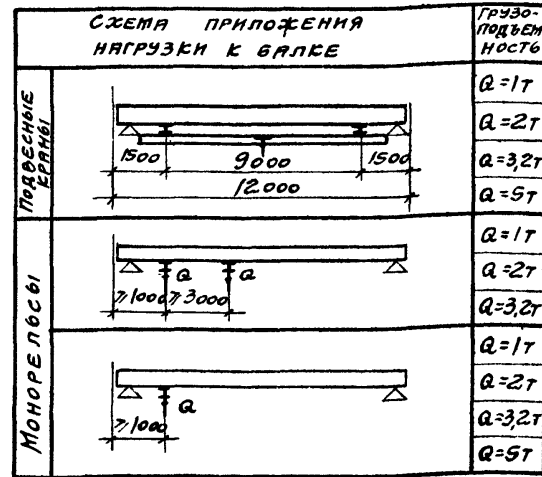 СХЕМА ПРИЛОЖЕНИЯ
НАГРУЗКИ К БАЛКЕ
ГРУЗО-
ПОДЪЕМ
НОСТЬ
ПОДВЕСНЫЕ
КРАНЫ
1500
9000
1500
12000
Q=1т
Q=2т
Q=3,2т
Q=5т
МОНОРЕЛЬСЫ
Q
Q
≥1000
≥3000
Q=1т
Q=2т
Q=3,2т
Q
≥1000
Q=1т
Q=2т
Q=3,2т
Q=5т